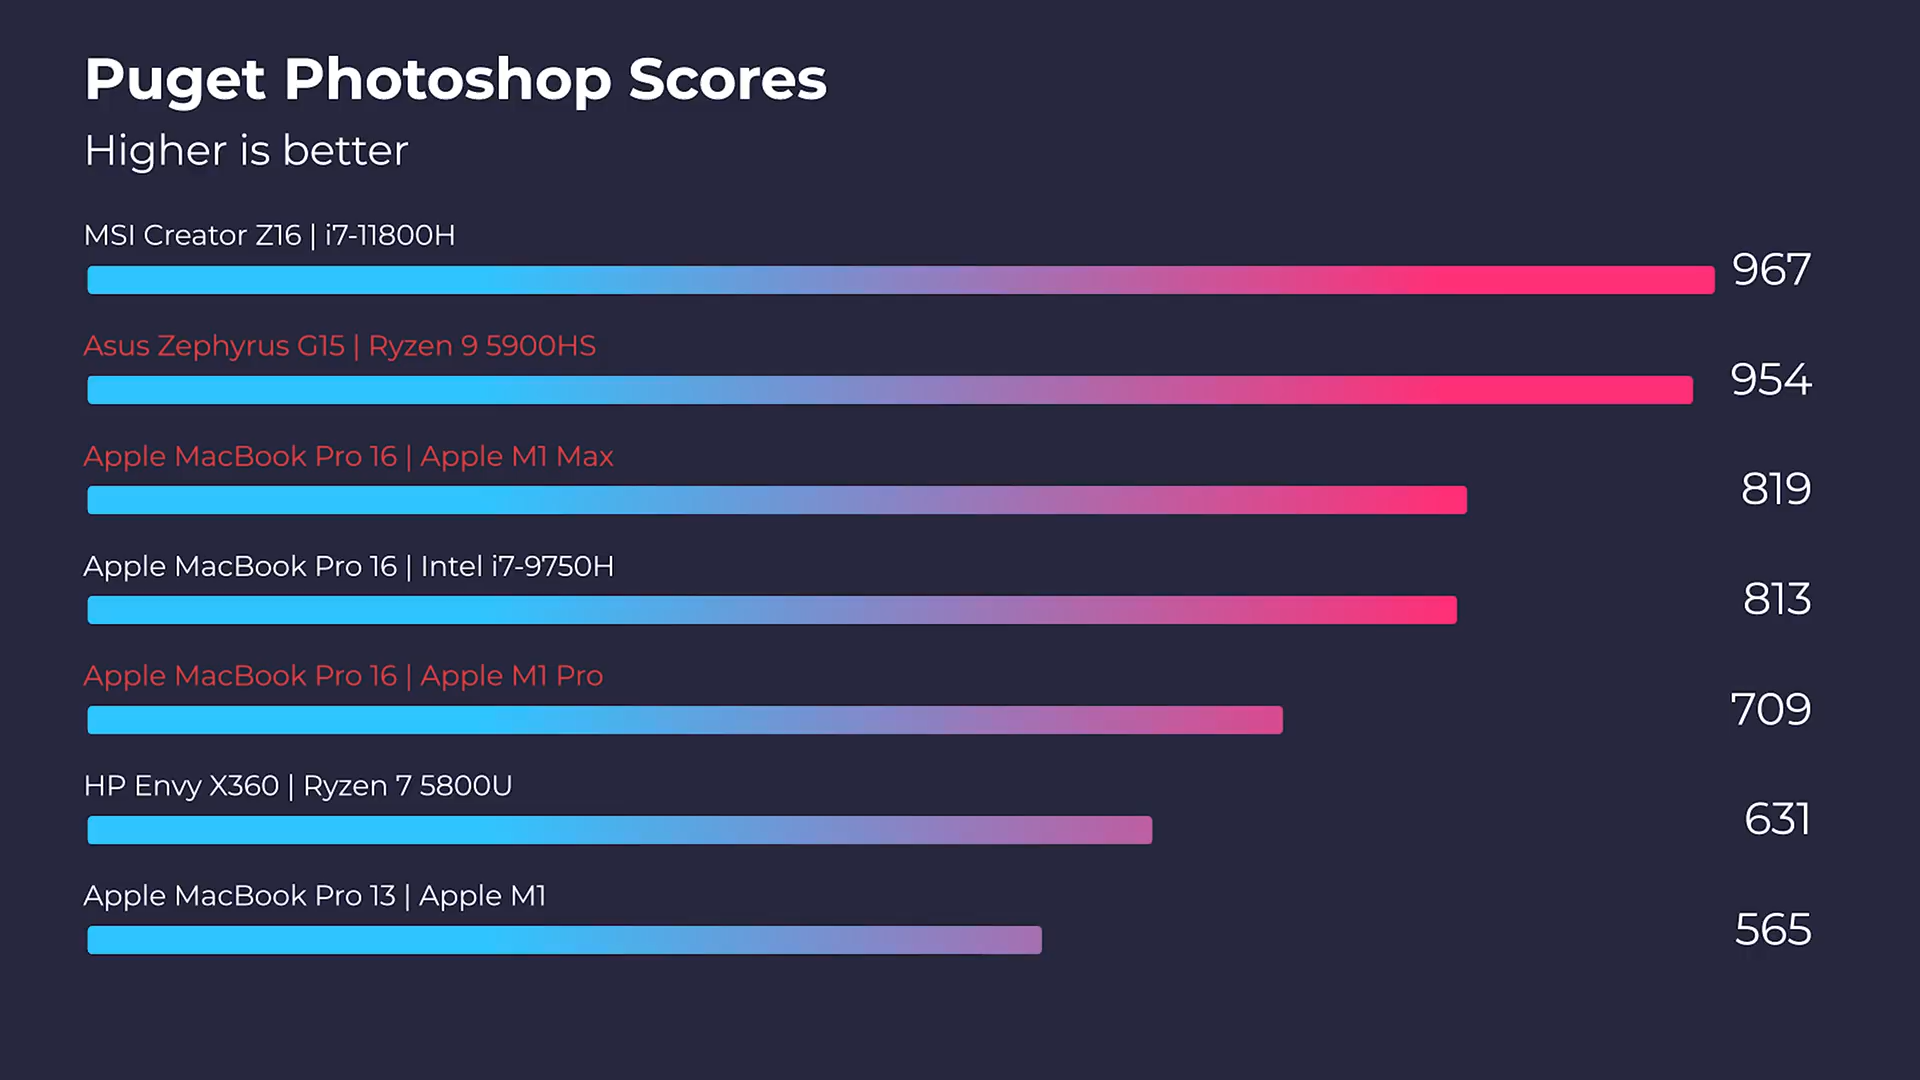 Puget Photoshop Scores
Higher is better
MSI Creator Z16 | i7-11800H
967
Asus Zephyrus G15 | Ryzen 9 5900HS
954
Apple MacBook Pro 16 | Apple M1 Max
819
Apple MacBook Pro 16 | Intel i7-9750H
813
Apple MacBook Pro 16 | Apple M1 Pro
709
HP Envy X360 | Ryzen 7 5800U
631
Apple MacBook Pro 13 | Apple M1
565